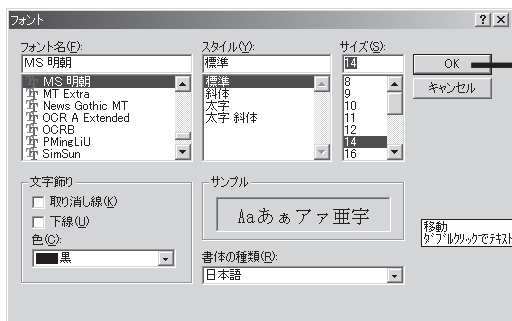 フォント
フォント名(F):
MS 明朝
MS 明朝
MT Extra
News Gothic MT
OCR A Extended
OCRB
PMingLiU
SimSun
スタイル(Y):
標準
標準
斜体
太字
太字 斜体
サイズ(S):
14
8
9
10
11
12
14
16
OK
キャンセル
文字飾り
取り消し線(K)
下線(U)
色(C):
黒
サンプル
Aaあぁアァ亜宇
書体の種類(R):
日本語
移動
ダブルクリックでテキスト